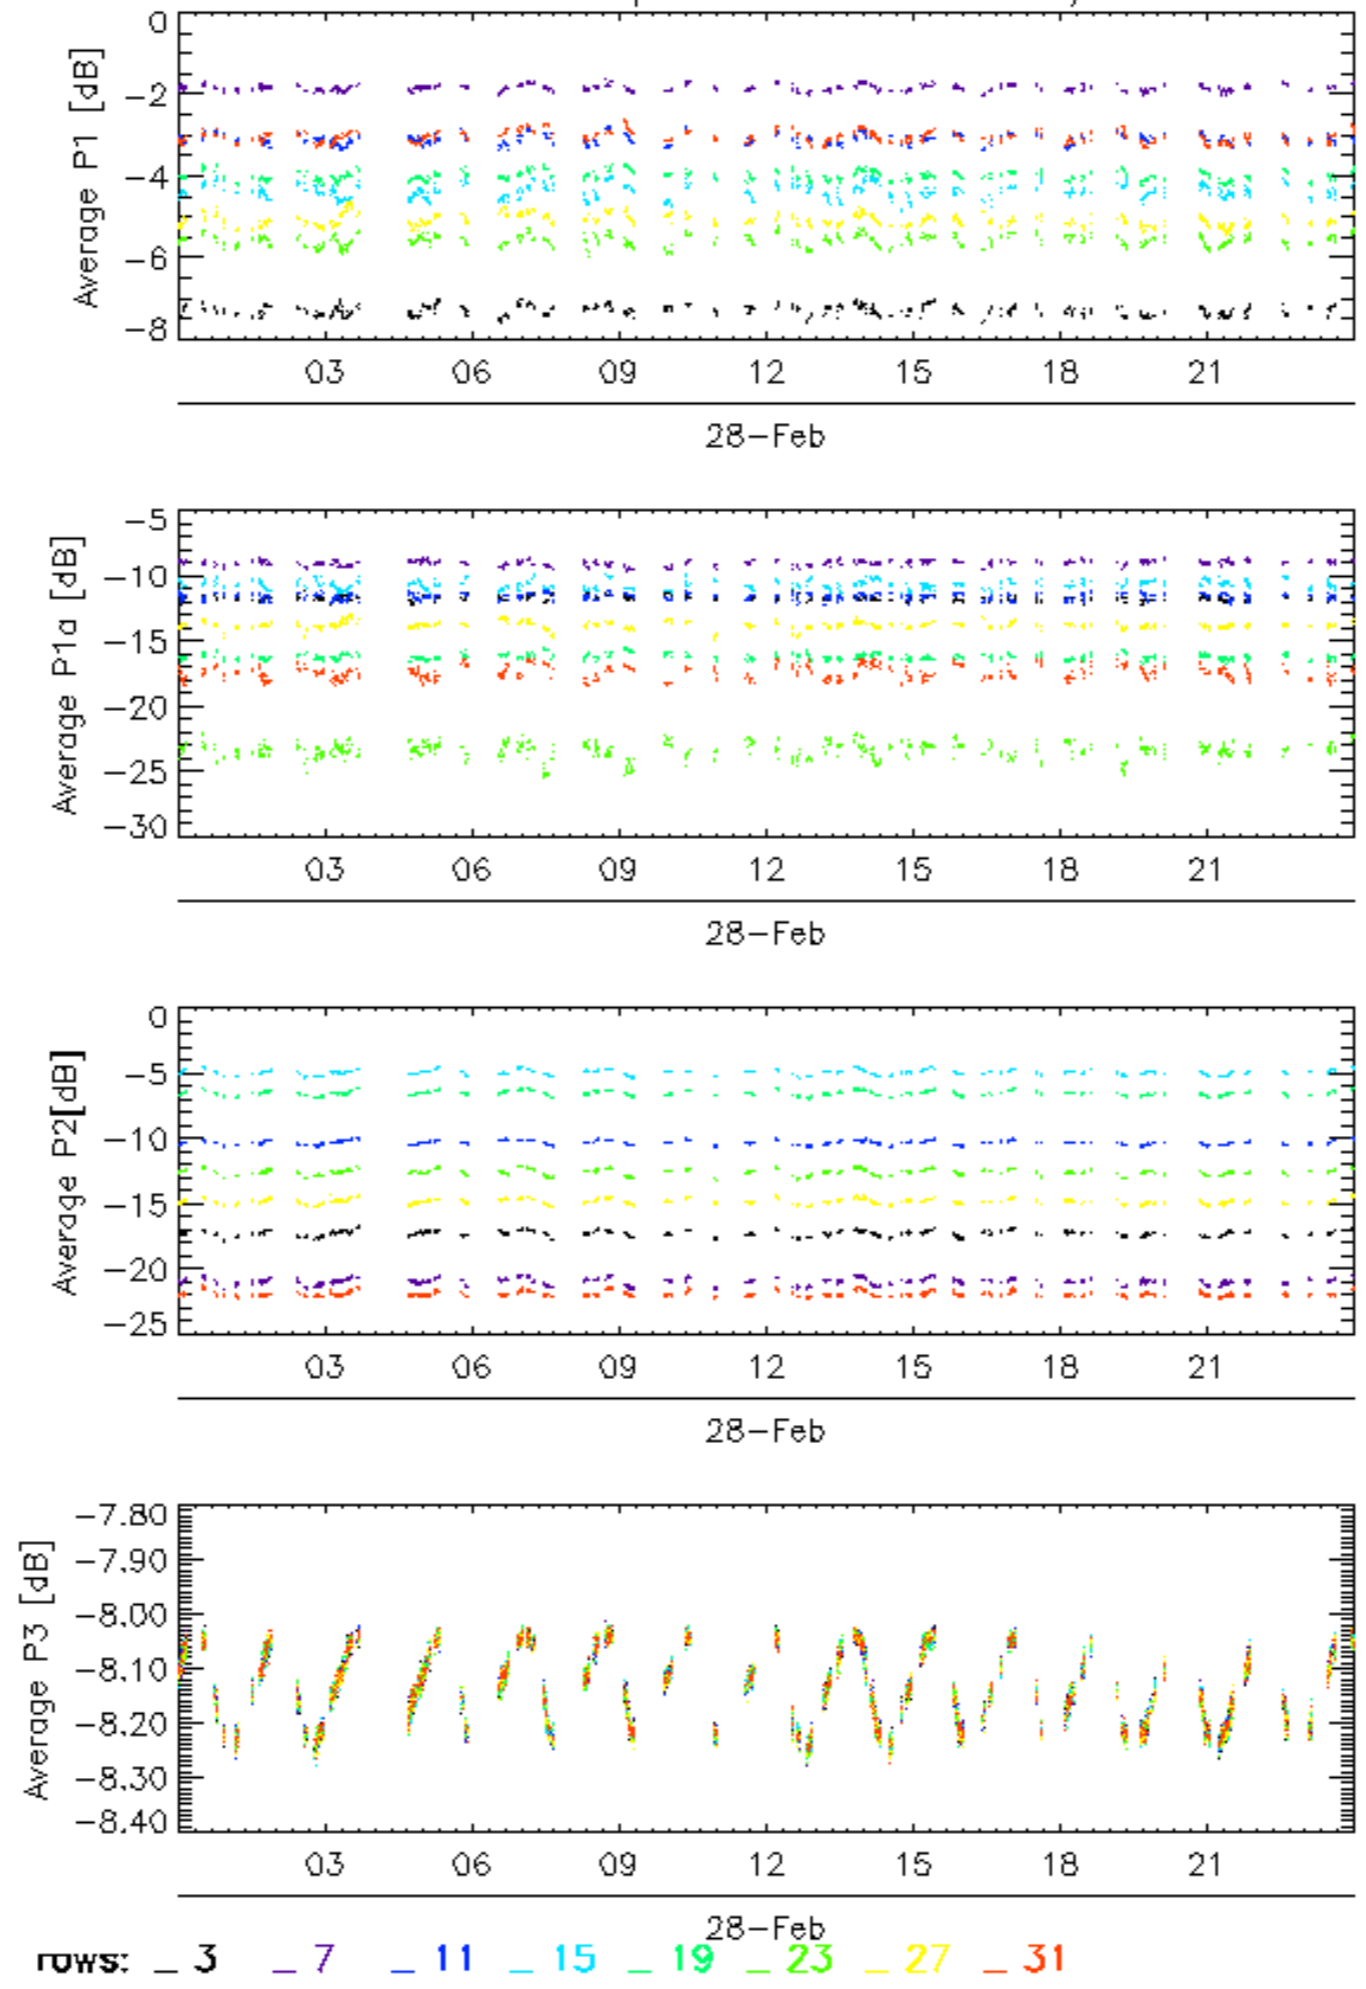 0
-2
-4
-6
-8
Average P1 [dB]
03 06 09 12 15 18 21
28-Feb
-5
-10
-15
-20
-25
-30
Average P1a [dB]
03 06 09 12 15 18 21
28-Feb
0
-5
-10
-15
-20
-25
Average P2[dB]
03 06 09 12 15 18 21
28-Feb
-7.80
-7.90
-8.00
-8.10
-8.20
-8.30
-8.40
Average P3 [dB]
03 06 09 12 15 18 21
28-Feb
rows: _ 3 _ 7 _ 11 _ 15 _ 19 _ 23 _ 27 _ 31